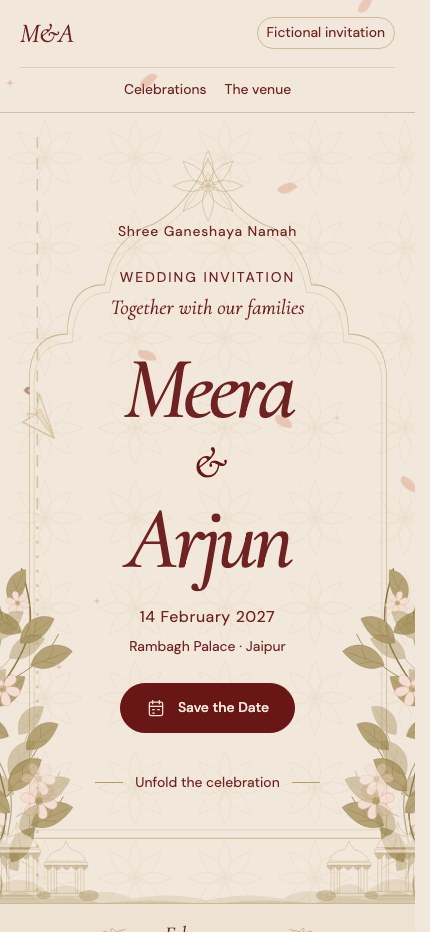 M&A
Fictional invitation
Celebrations The venue
Shree Ganeshaya Namah
WEDDING INVITATION
Together with our families
Meera
&
Arjun
14 February 2027
Rambagh Palace · Jaipur
Save the Date
Unfold the celebration